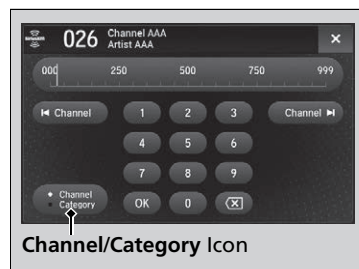 026 Channel AAA
Artist AAA
000 250 500 750 999
Channel 1 2 3 Channel
4 5 6
7 8 9
Channel
Category
OK 0
Channel/Category Icon